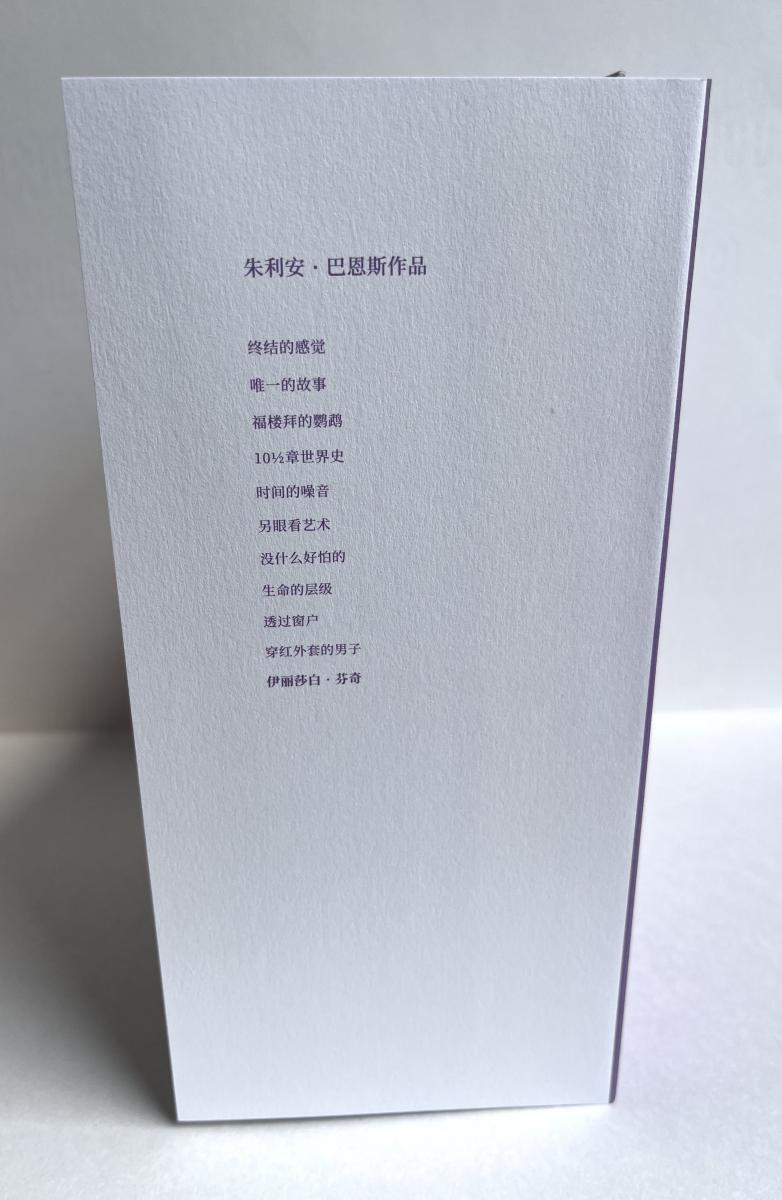 朱利安·巴恩斯作品
终结的感觉
唯一的故事
福楼拜的鹦鹉
10½章世界史
时间的噪音
另眼看艺术
没什么好怕的
生命的层级
透过窗户
穿红外套的男子
伊丽莎白·芬奇